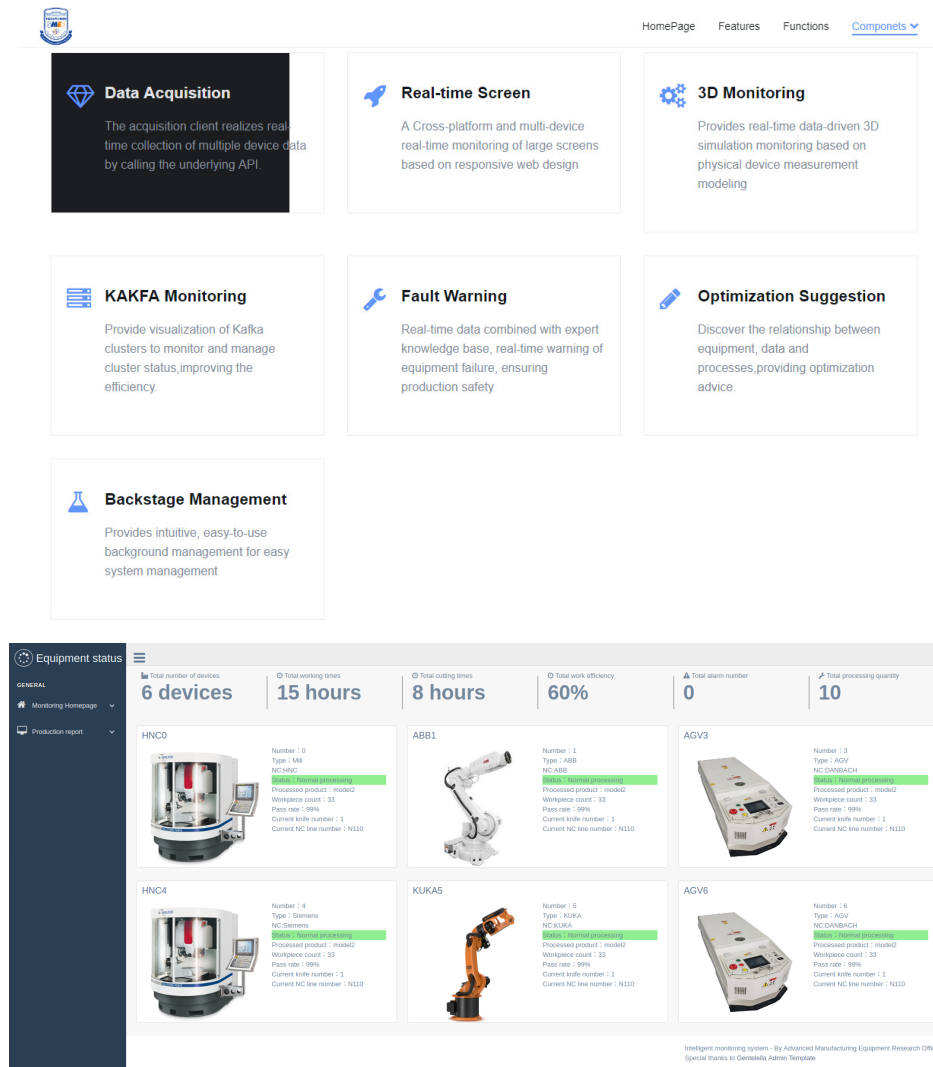 HomePage Features Functions Componets
Data Acquisition
The acquisition client realizes real-
time collection of multiple device data
by calling the underlying API.
Real-time Screen
A Cross-platform and multi-device
real-time monitoring of large screens
based on responsive web design
3D Monitoring
Provides real-time data-driven 3D
simulation monitoring based on
physical device measurement
modeling
KAKFA Monitoring
Provide visualization of Kafka
clusters to monitor and manage
cluster status,improving the
efficiency.
Fault Warning
Real-time data combined with expert
knowledge base, real-time warning of
equipment failure, ensuring
production safety
Optimization Suggestion
Discover the relationship between
equipment, data and
processes,providing optimization
advice.
Backstage Management
Provides intuitive, easy-to-use
background management for easy
system management
Equipment status
GENERAL
Monitoring Homepage
Production report
Total number of devices
6 devices
Total working times
15 hours
Total cutting times
8 hours
Total work efficiency
60%
Total alarm number
0
Total processing quantity
10
HNC0
Number：0
Type：Mill
NC:HNC
Status：Normal processing
Processed product：model2
Workpiece count：33
Pass rate：99%
Current knife number：1
Current NC line number：N110
ABB1
Number：1
Type：ABB
NC:ABB
Status：Normal processing
Processed product：model2
Workpiece count：33
Pass rate：99%
Current knife number：1
Current NC line number：N110
AGV3
Number：3
Type：AGV
NC:DANBACH
Status：Normal processing
Processed product：model2
Workpiece count：33
Pass rate：99%
Current knife number：1
Current NC line number：N110
HNC4
Number：4
Type：Siemens
NC:Siemens
Status：Normal processing
Processed product：model2
Workpiece count：33
Pass rate：99%
Current knife number：1
Current NC line number：N110
KUKA5
Number：5
Type：KUKA
NC:KUKA
Status：Normal processing
Processed product：model2
Workpiece count：33
Pass rate：99%
Current knife number：1
Current NC line number：N110
AGV6
Number：6
Type：AGV
NC:DANBACH
Status：Normal processing
Processed product：model2
Workpiece count：33
Pass rate：99%
Current knife number：1
Current NC line number：N110
Intelligent monitoring system - By Advanced Manufacturing Equipment Research Offi
Special thanks to Gentelella Admin Template